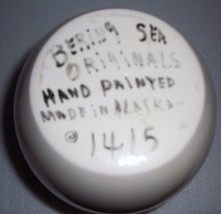 BERING SEA
ORIGINALS
HAND PAINTED
MADE IN ALASKA
© 1415